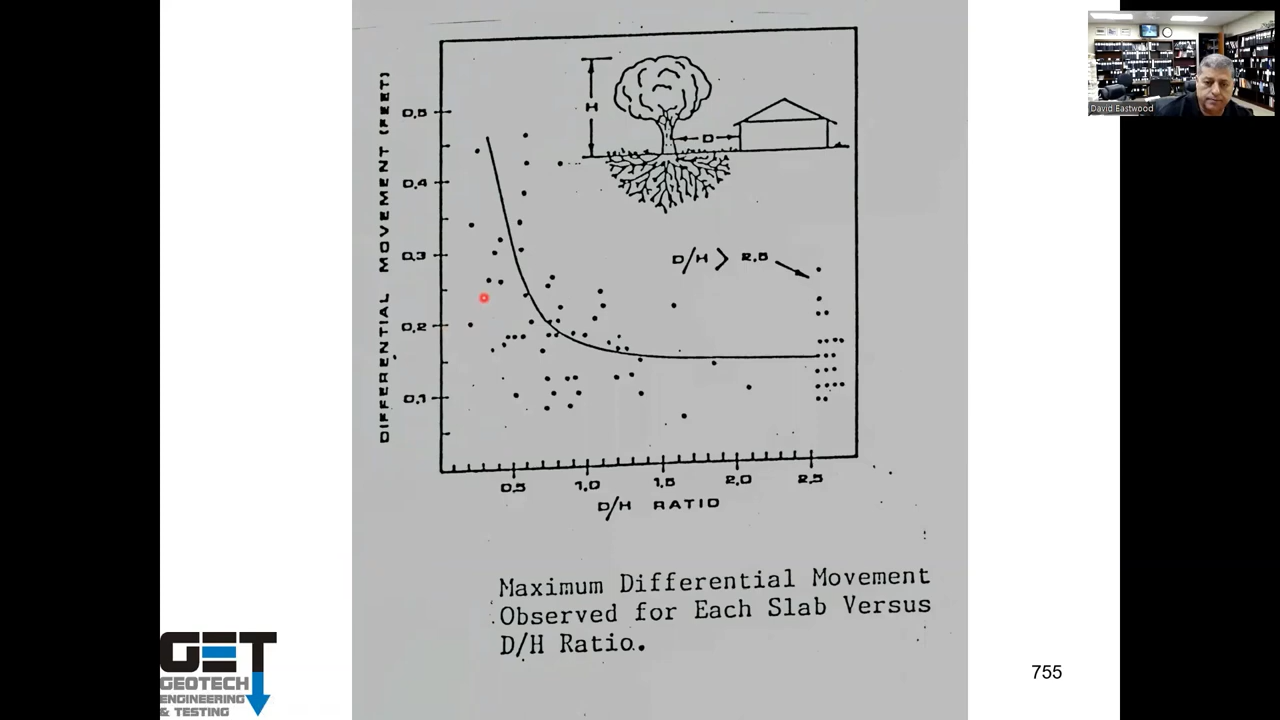 David Eastwood
DIFFERENTIAL MOVEMENT (FEET)
0,5
0,4
0,3
0,2
0,1
H
D
D/H > 2.5
0.5 1.0 1.5 2.0 2.5
D/H RATIO
Maximum Differential Movement
Observed for Each Slab Versus
D/H Ratio.
GET
GEOTECH
ENGINEERING
& TESTING
755